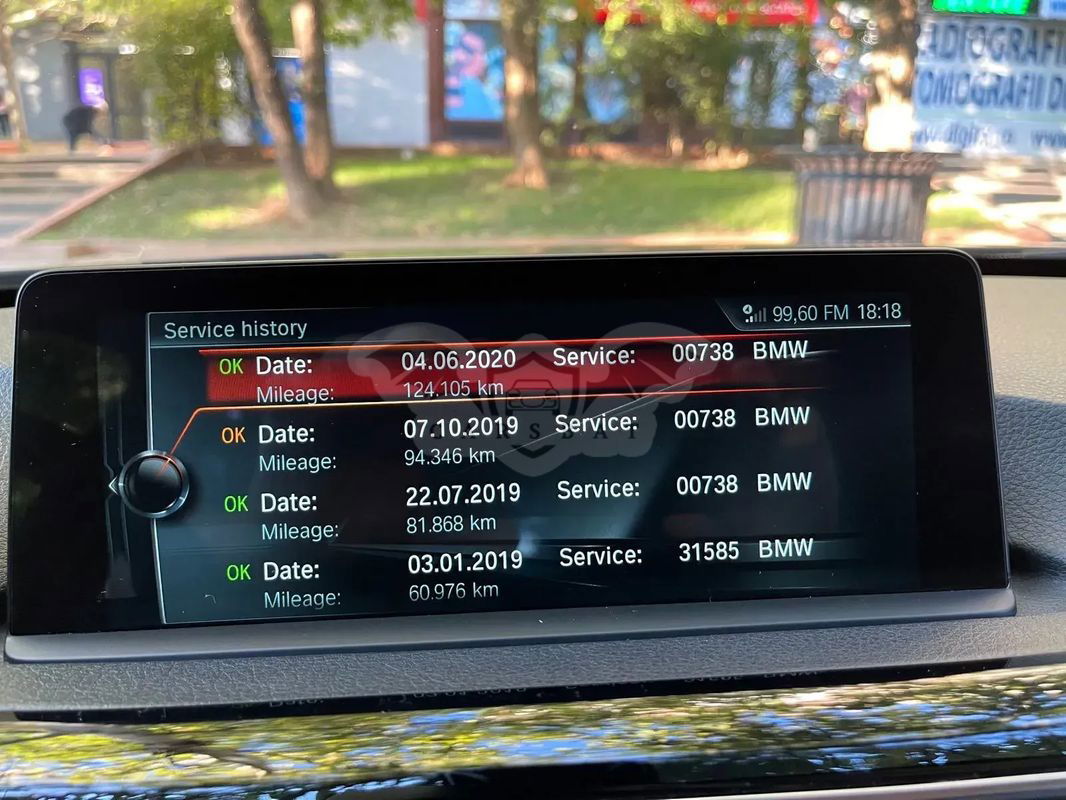 ADIOGRAFII
TOMOGRAFII D
Service history
99,60 FM 18:18
OK Date: 04.06.2020 Service: 00738 BMW
Mileage: 124.105 km
OK Date: 07.10.2019 Service: 00738 BMW
Mileage: 94.346 km
OK Date: 22.07.2019 Service: 00738 BMW
Mileage: 81.868 km
OK Date: 03.01.2019 Service: 31585 BMW
Mileage: 60.976 km